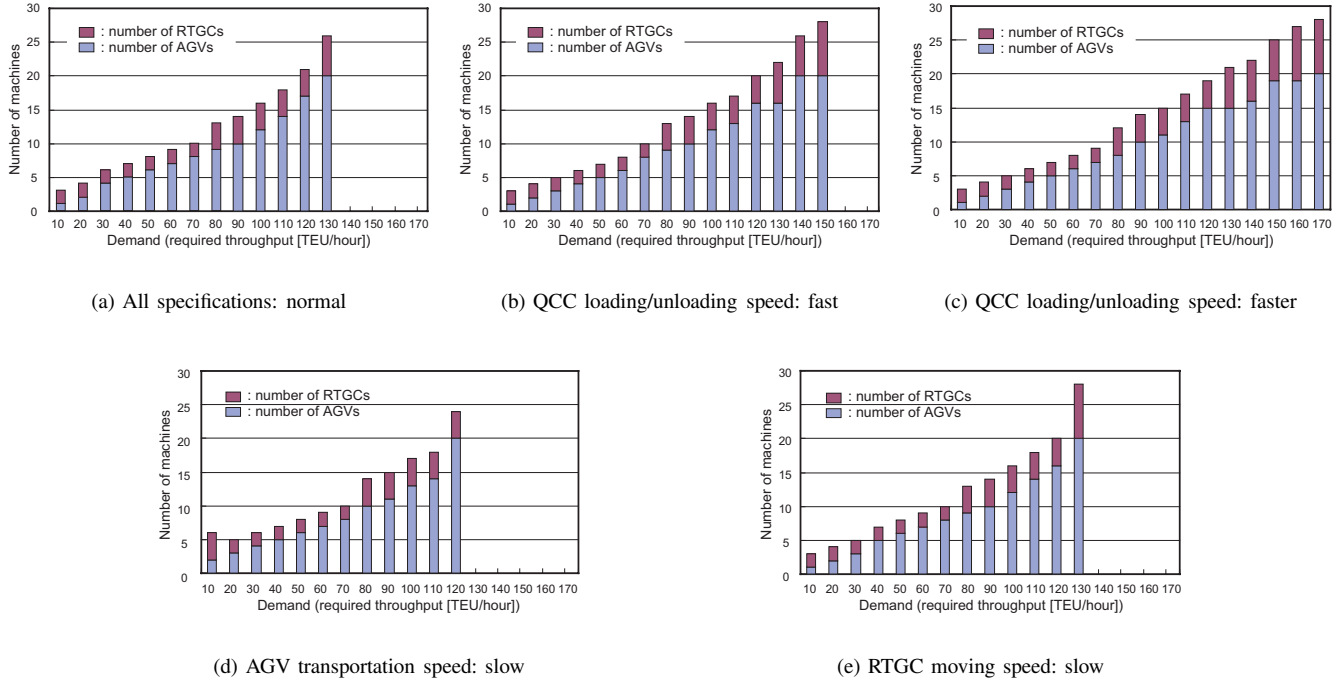 30
25
20
15
10
5
0
Number of machines
: number of RTGCs
: number of AGVs
10 20 30 40 50 60 70 80 90 100 110 120 130 140 150 160 170
Demand (required throughput [TEU/hour])
(a) All specifications: normal
30
25
20
15
10
5
0
Number of machines
: number of RTGCs
: number of AGVs
10 20 30 40 50 60 70 80 90 100 110 120 130 140 150 160 170
Demand (required throughput [TEU/hour])
(b) QCC loading/unloading speed: fast
30
25
20
15
10
5
0
Number of machines
: number of RTGCs
: number of AGVs
10 20 30 40 50 60 70 80 90 100 110 120 130 140 150 160 170
Demand (required throughput [TEU/hour])
(c) QCC loading/unloading speed: faster
30
25
20
15
10
5
0
Number of machines
: number of RTGCs
: number of AGVs
10 20 30 40 50 60 70 80 90 100 110 120 130 140 150 160 170
Demand (required throughput [TEU/hour])
(d) AGV transportation speed: slow
30
25
20
15
10
5
0
Number of machines
: number of RTGCs
: number of AGVs
10 20 30 40 50 60 70 80 90 100 110 120 130 140 150 160 170
Demand (required throughput [TEU/hour])
(e) RTGC moving speed: slow